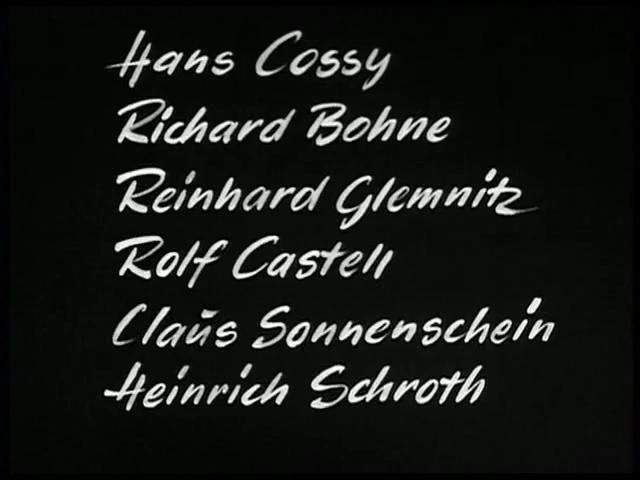 Hans Cossy
Richard Bohne
Reinhard Glemnitz
Rolf Castell
Claus Sonnenschein
Heinrich Schroth